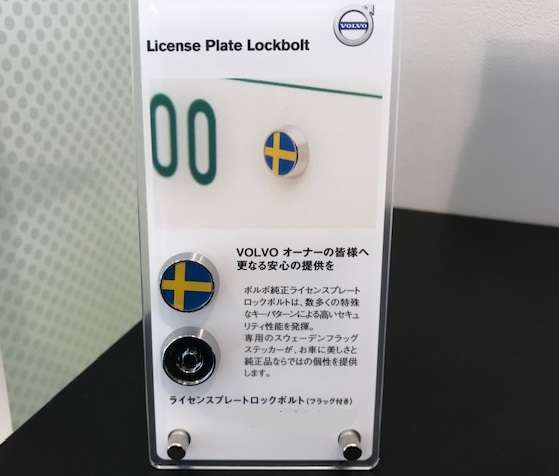 VOLVO
License Plate Lockbolt
00
VOLVO オーナーの皆様へ
更なる安心の提供を
ボルボ純正ライセンスプレート
ロックボルトは、数多くの特殊
なキーパターンによる高いセキュ
リティ性能を発揮。
専用のスウェーデンフラッグ
ステッカーが、お車に美しさと
純正品ならではの個性を提供
します。
ライセンスプレートロックボルト(フラッグ付き)